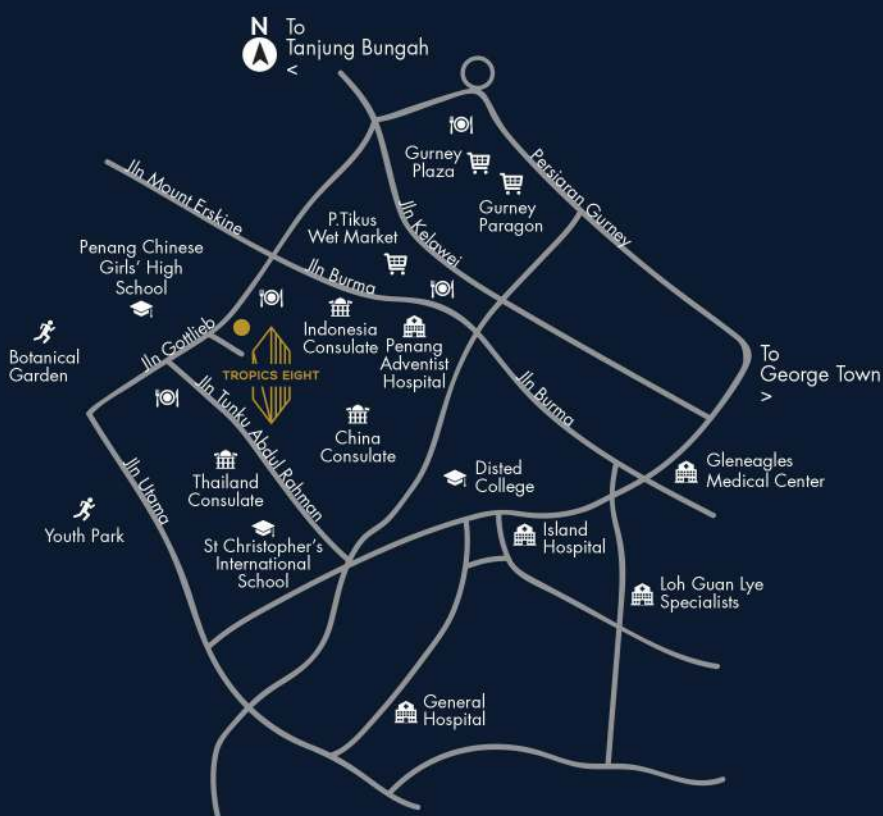 N
To
Tanjung Bungah
<
Gurney
Plaza
Persiaran Gurney
Gurney
Paragon
Jln Mount Erskine
P.Tikus
Wet Market
Jln Kelawei
Penang Chinese
Girls' High
School
Jln Burma
Indonesia
Consulate
Penang
Adventist
Hospital
Botanical
Garden
Jln Gottlieb
TROPICS EIGHT
To
George Town
>
Jln Tunku Abdul Rahman
Jln Burma
China
Consulate
Jln Utama
Thailand
Consulate
Disted
College
Gleneagles
Medical Center
Youth Park
St Christopher's
International
School
Island
Hospital
Loh Guan Lye
Specialists
General
Hospital